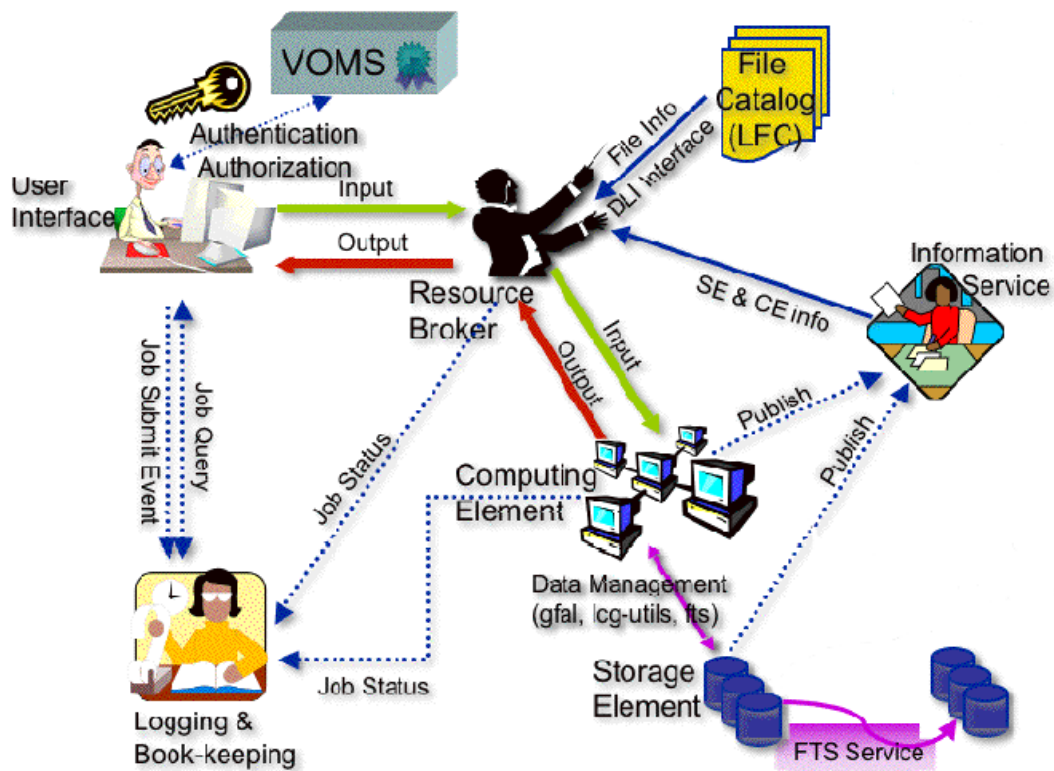 VOMS
File
Catalog
(LFC)
Authentication
Authorization
File Info
DLI Interface
User
Interface
Input
Output
Resource
Broker
Information
Service
SE & CE info
Input
Output
Job Submit Event
Job Query
Job Status
Publish
Publish
Computing
Element
Data Management
(gfal, lcg-utils, fts)
Job Status
Storage
Element
Logging &
Book-keeping
FTS Service